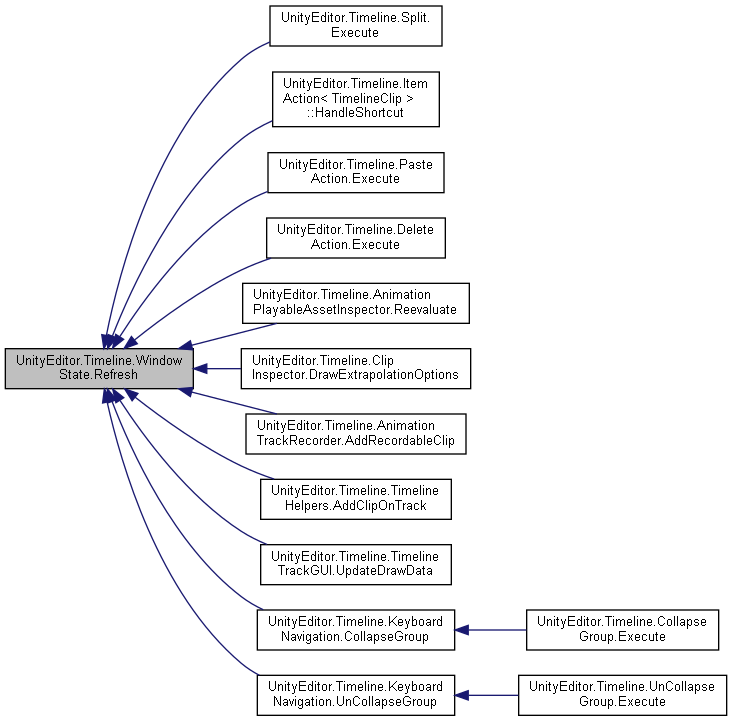 UnityEditor.Timeline.Split.
Execute
UnityEditor.Timeline.Item
Action< TimelineClip >
::HandleShortcut
UnityEditor.Timeline.Paste
Action.Execute
UnityEditor.Timeline.Delete
Action.Execute
UnityEditor.Timeline.Animation
PlayableAssetInspector.Reevaluate
UnityEditor.Timeline.Window
State.Refresh
UnityEditor.Timeline.Clip
Inspector.DrawExtrapolationOptions
UnityEditor.Timeline.Animation
TrackRecorder.AddRecordableClip
UnityEditor.Timeline.Timeline
Helpers.AddClipOnTrack
UnityEditor.Timeline.Timeline
TrackGUI.UpdateDrawData
UnityEditor.Timeline.Keyboard
Navigation.CollapseGroup
UnityEditor.Timeline.Collapse
Group.Execute
UnityEditor.Timeline.Keyboard
Navigation.UnCollapseGroup
UnityEditor.Timeline.UnCollapse
Group.Execute